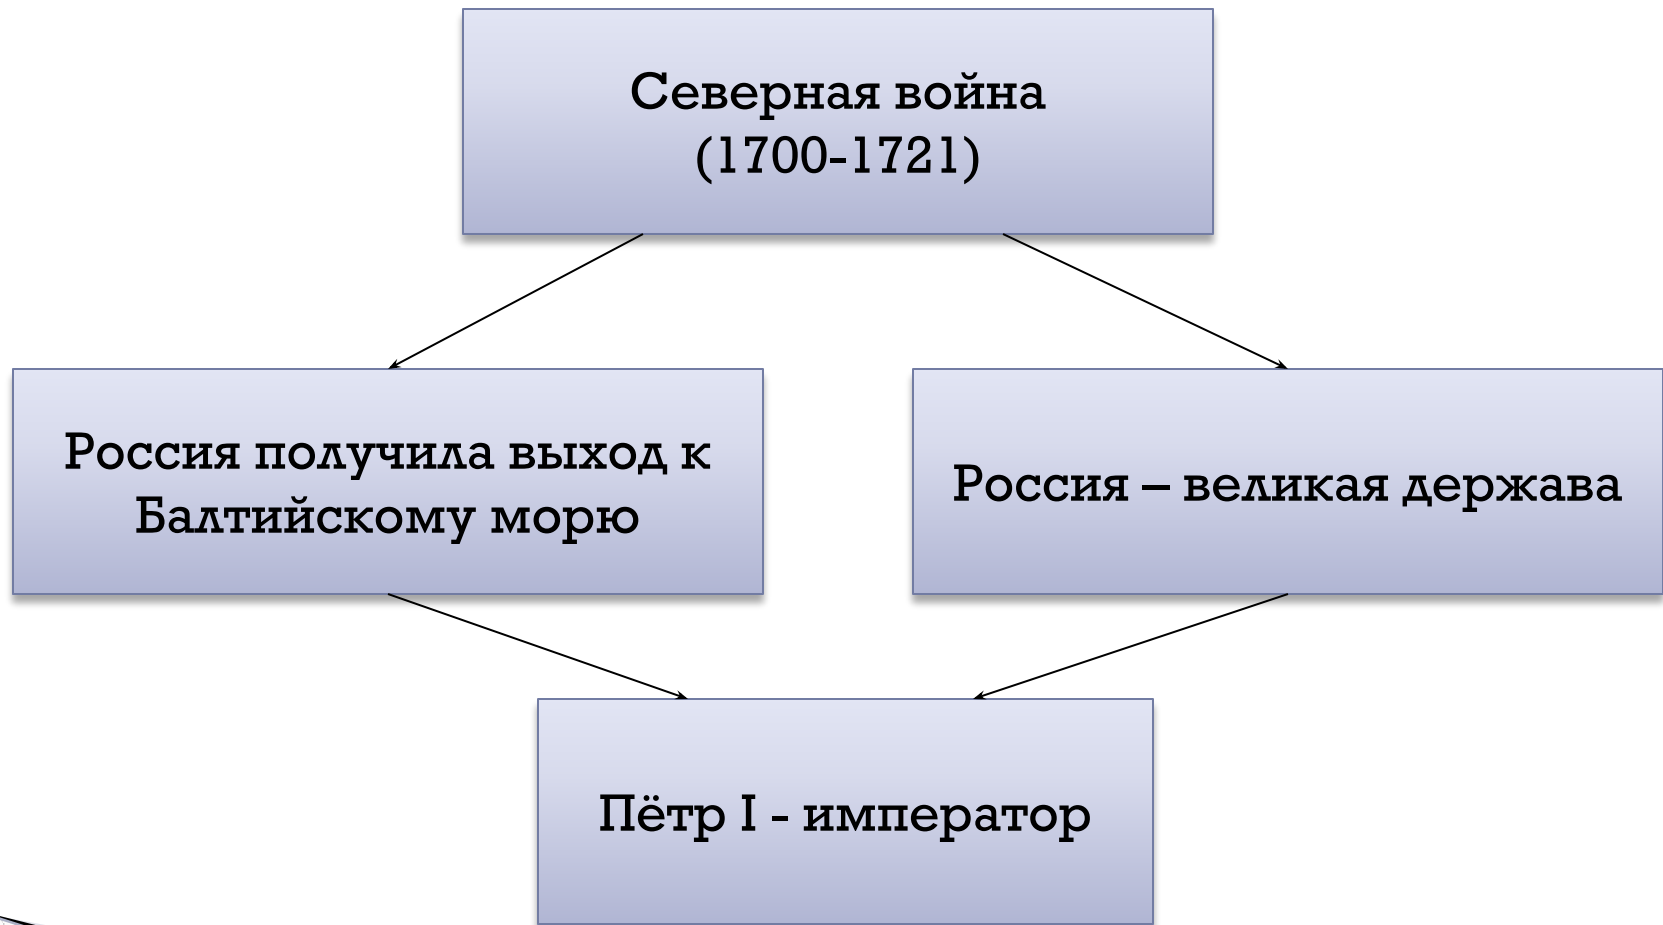 Северная война
(1700-1721)
Россия получила выход к
Балтийскому морю
Россия – великая держава
Пётр I - император